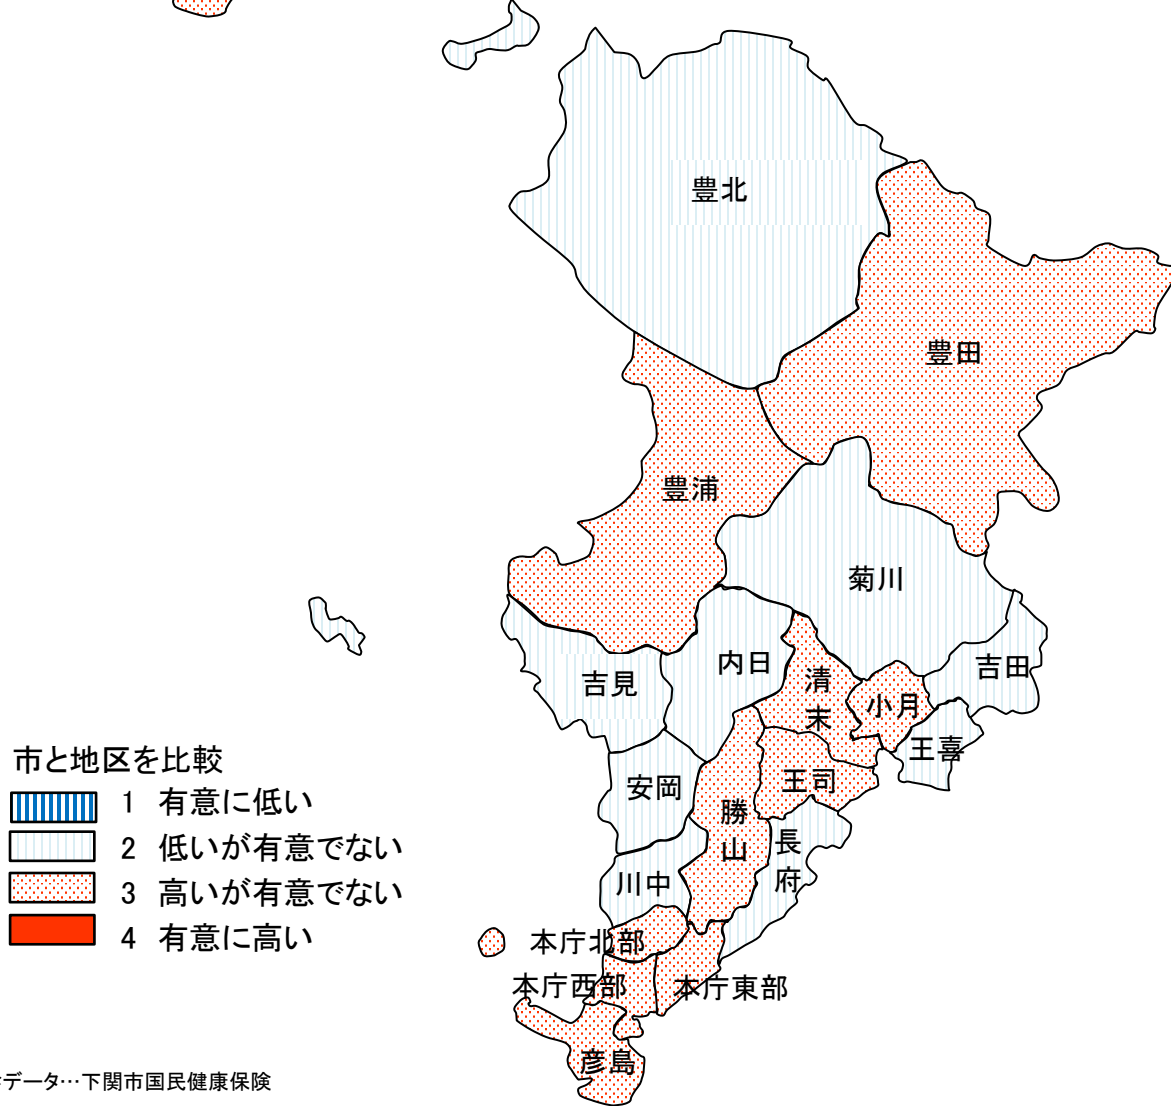 豊北
豊田
豊浦
菊川
内日
吉田
吉見
清末
小月
王喜
安岡
王司
勝山
長府
川中
本庁北部
本庁西部
本庁東部
彦島
市と地区を比較
1 有意に低い
2 低いが有意でない
3 高いが有意でない
4 有意に高い
データ…下関市国民健康保険